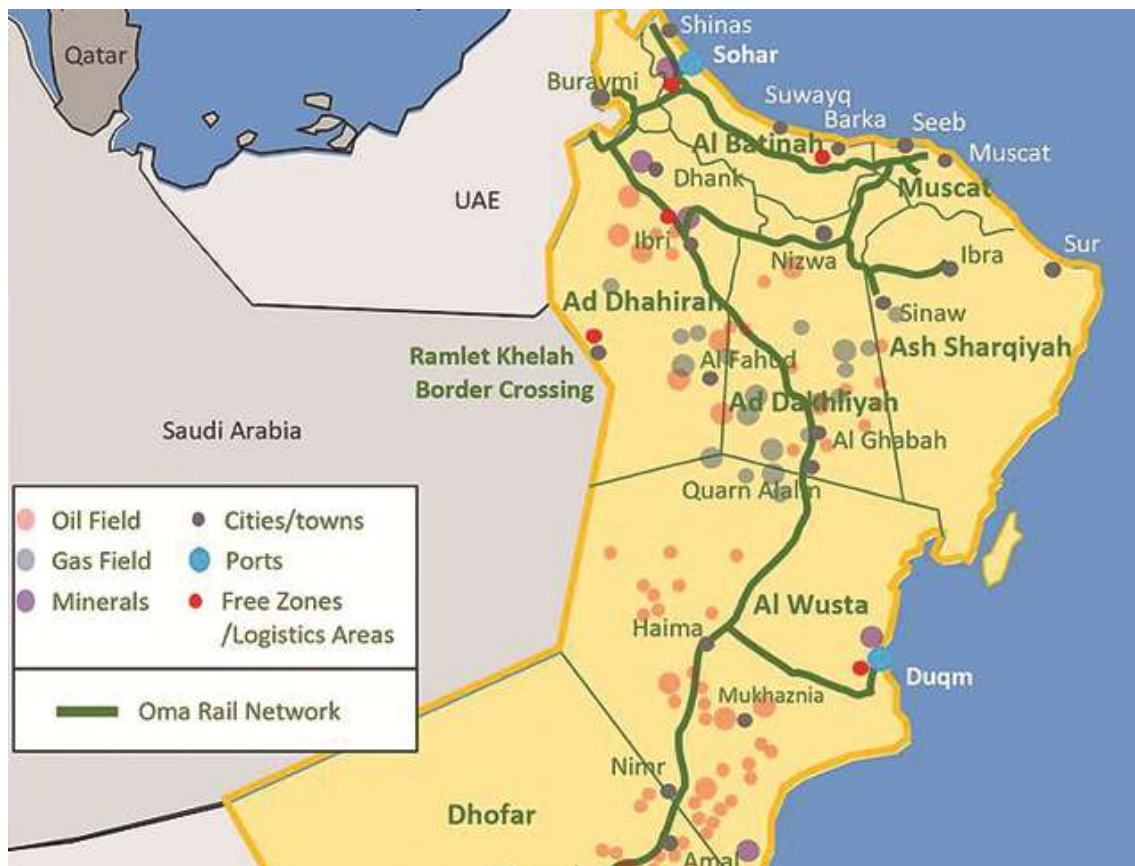 Shinas
Qatar
Sohar
Buraymi
Suwayq
Barka
Seeb
Al Batinah
Muscat
Dhank
Muscat
UAE
Ibri
Nizwa
Ibra
Sur
Ad Dhahirah
Sinaw
Ramlet Khelah
Border Crossing
Al Fahud
Ash Sharqiyah
Ad Dakhliyah
Saudi Arabia
Al Ghabah
Quarn Alalm
Oil Field
Cities/towns
Gas Field
Ports
Minerals
Free Zones
/Logistics Areas
Al Wusta
Haima
Duqm
Mukhaznia
Oma Rail Network
Nimr
Dhofar
Amal